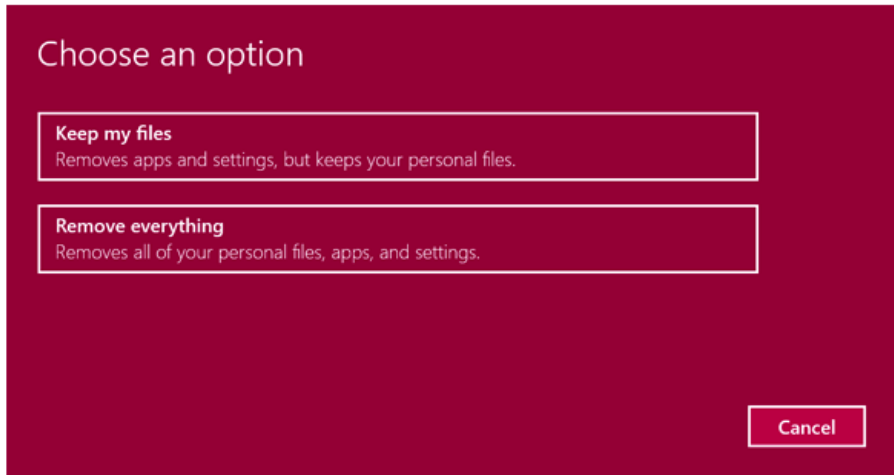 Choose an option
Keep my files
Removes apps and settings, but keeps your personal files.
Remove everything
Removes all of your personal files, apps, and settings.
Cancel